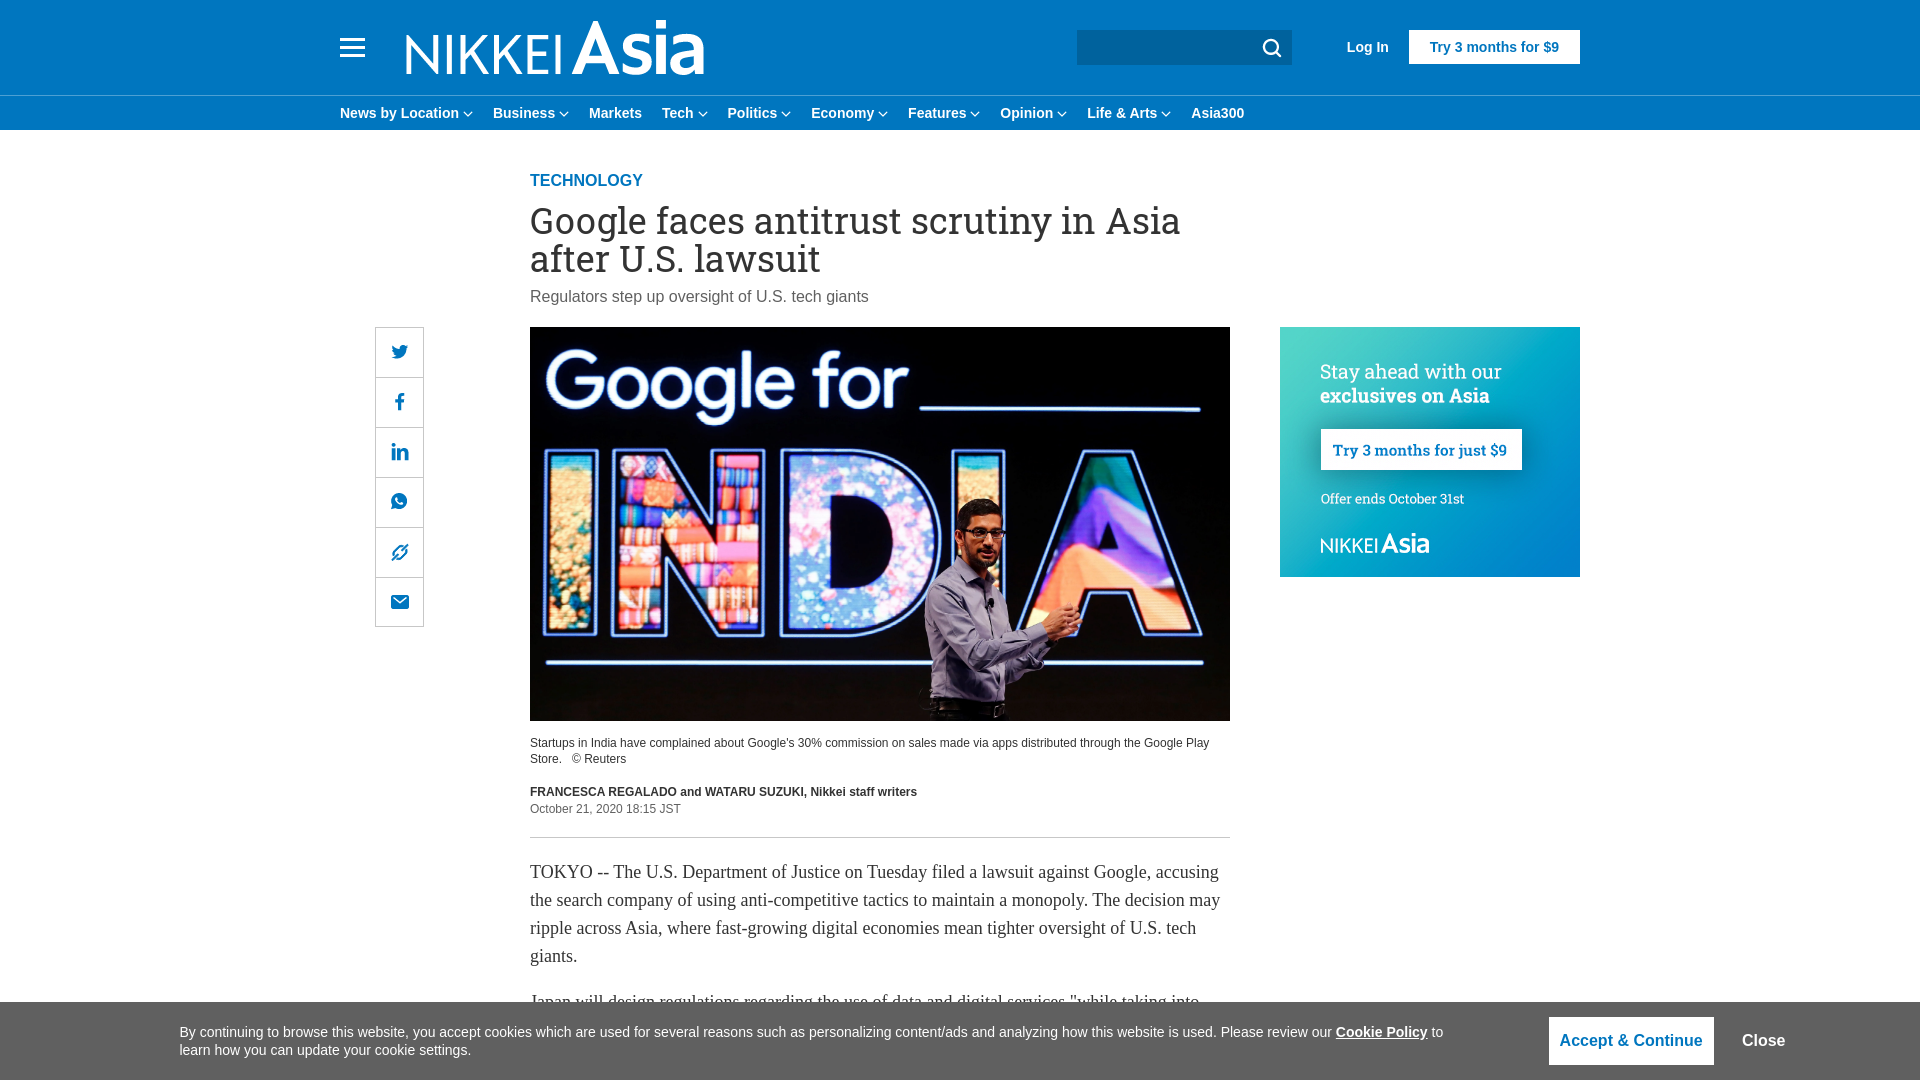 NIKKEI Asia
Log In
Try 3 months for $9
News by Location
Business
Markets
Tech
Politics
Economy
Features
Opinion
Life & Arts
Asia300
TECHNOLOGY
Google faces antitrust scrutiny in Asia
after U.S. lawsuit
Regulators step up oversight of U.S. tech giants
Google for
INDIA
Stay ahead with our
exclusives on Asia
Try 3 months for just $9
Offer ends October 31st
NIKKEI Asia
Startups in India have complained about Google's 30% commission on sales made via apps distributed through the Google Play
Store. © Reuters
FRANCESCA REGALADO and WATARU SUZUKI, Nikkei staff writers
October 21, 2020 18:15 JST
TOKYO -- The U.S. Department of Justice on Tuesday filed a lawsuit against Google, accusing
the search company of using anti-competitive tactics to maintain a monopoly. The decision may
ripple across Asia, where fast-growing digital economies mean tighter oversight of U.S. tech
giants.
Japan will design regulations regarding the use of data and digital services "while taking into
By continuing to browse this website, you accept cookies which are used for several reasons such as personalizing content/ads and analyzing how this website is used. Please review our Cookie Policy to
learn how you can update your cookie settings.
Accept & Continue
Close